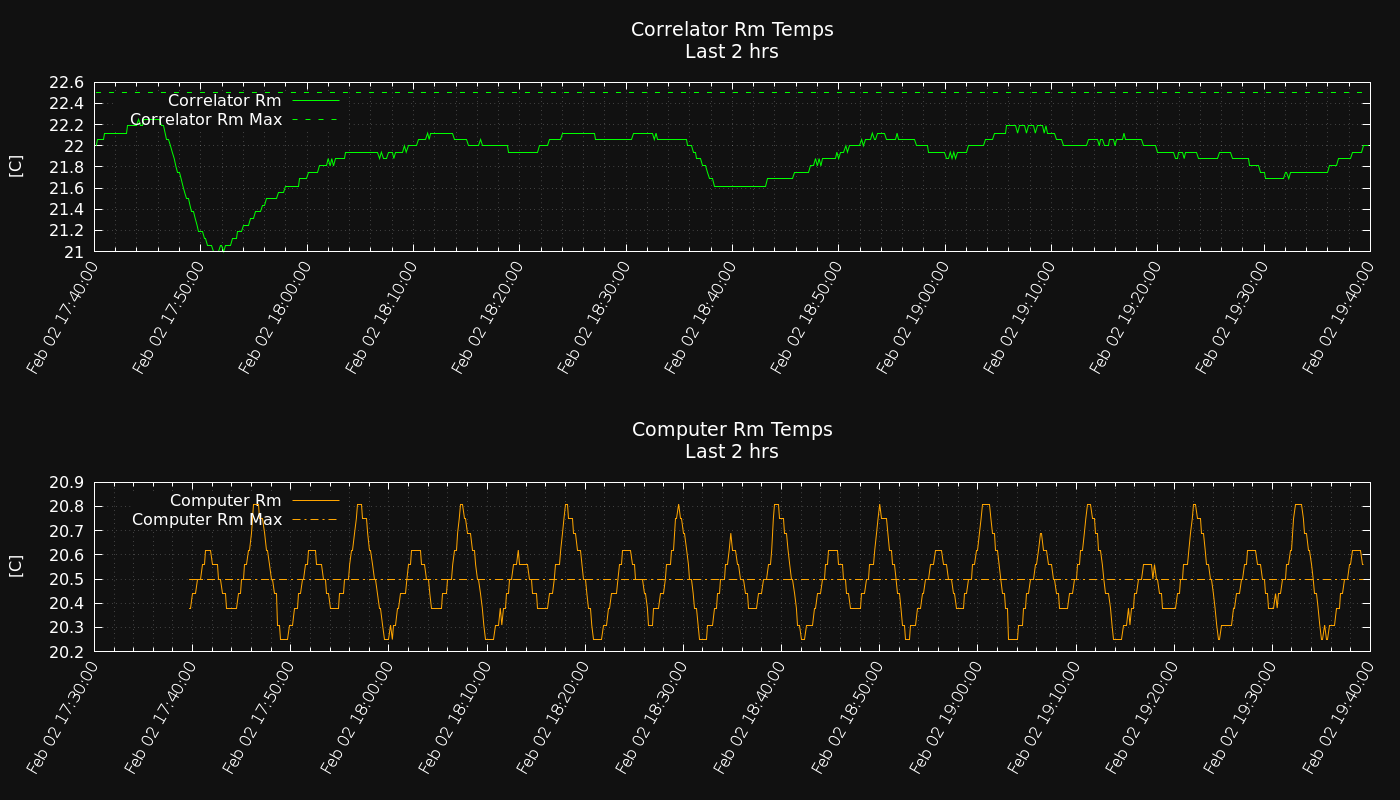 Correlator Rm Temps
Last 2 hrs
22.6
22.4
22.2
22
21.8
21.6
21.4
21.2
21
[C]
Correlator Rm
Correlator Rm Max
Feb 02 17:40:00
Feb 02 17:50:00
Feb 02 18:00:00
Feb 02 18:10:00
Feb 02 18:20:00
Feb 02 18:30:00
Feb 02 18:40:00
Feb 02 18:50:00
Feb 02 19:00:00
Feb 02 19:10:00
Feb 02 19:20:00
Feb 02 19:30:00
Feb 02 19:40:00
Computer Rm Temps
Last 2 hrs
20.9
20.8
20.7
20.6
20.5
20.4
20.3
20.2
[C]
Computer Rm
Computer Rm Max
Feb 02 17:30:00
Feb 02 17:40:00
Feb 02 17:50:00
Feb 02 18:00:00
Feb 02 18:10:00
Feb 02 18:20:00
Feb 02 18:30:00
Feb 02 18:40:00
Feb 02 18:50:00
Feb 02 19:00:00
Feb 02 19:10:00
Feb 02 19:20:00
Feb 02 19:30:00
Feb 02 19:40:00